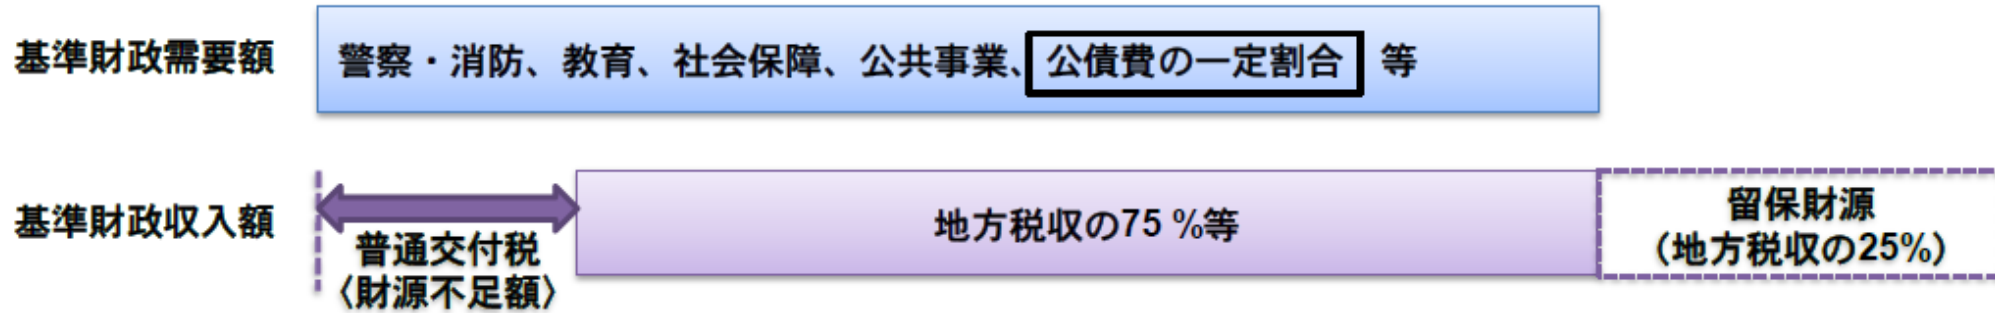 基準財政需要額
警察・消防、教育、社会保障、公共事業、公債費の一定割合 等
基準財政収入額
普通交付税
〈財源不足額〉
地方税収の75 %等
留保財源
（地方税収の25%）